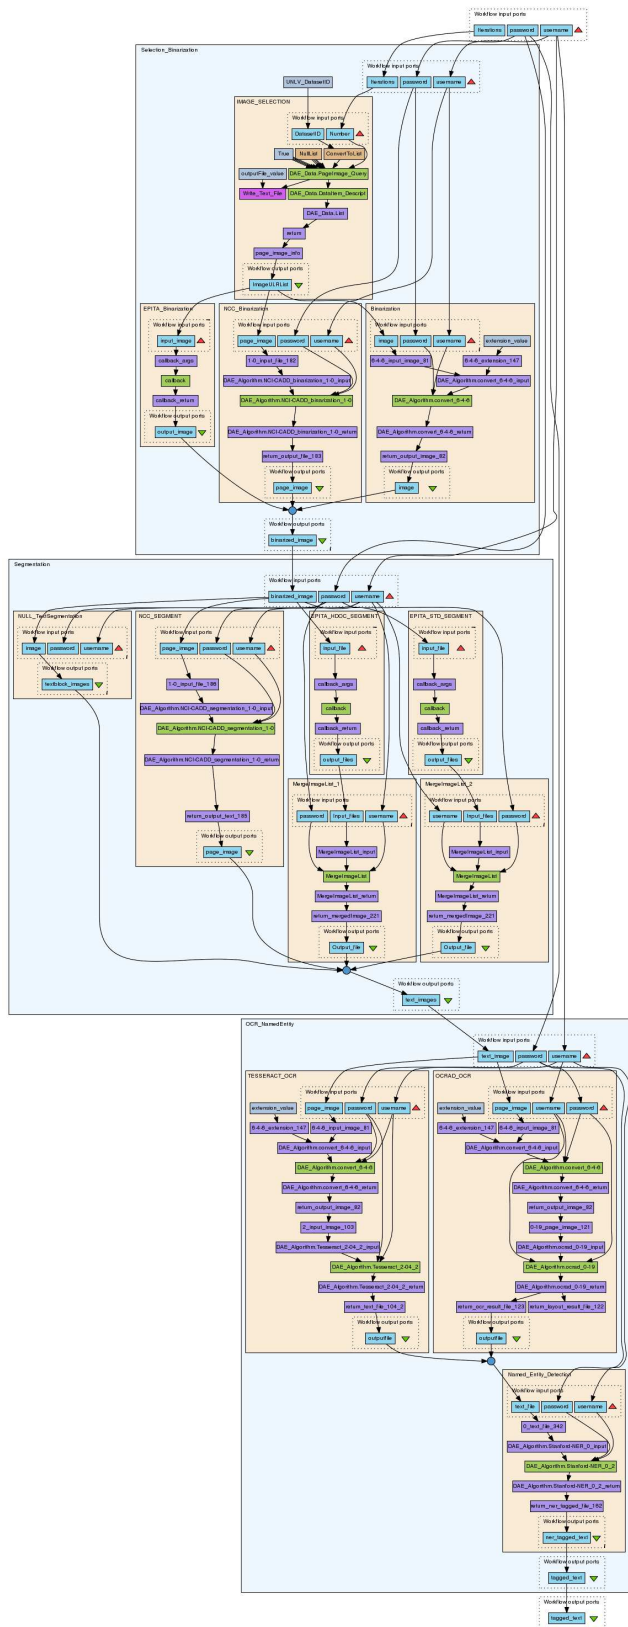 Workflow input ports
Iterations password username
Selection_Binarization
Workflow input ports
UNLV_DatasetID Iterations password username
IMAGE_SELECTION
Workflow input ports
DatasetID Number
True NullList ConvertToList
outputFile_value DAE_Data.PageImage_Query
Write_Text_File DAE_Data.DataItem_Descript
DAE_Data.List
return
page_image_info
Workflow output ports
ImageULRList
EPITA_Binarization NCC_Binarization Binarization
Workflow input ports Workflow input ports Workflow input ports
input_image page_image password username image password username extension_value
callback_args 1-0_input_file_182 6-4-6_input_image_81 6-4-6_extension_147
callback DAE_Algorithm.NCI-CADD_binarization_1-0_input DAE_Algorithm.convert_6-4-6_input
callback_return DAE_Algorithm.NCI-CADD_binarization_1-0 DAE_Algorithm.convert_6-4-6
Workflow output ports
output_image DAE_Algorithm.NCI-CADD_binarization_1-0_return DAE_Algorithm.convert_6-4-6_return
return_output_file_183 return_output_image_82
Workflow output ports Workflow output ports
page_image image
Workflow output ports
binarized_image
Segmentation
Workflow input ports
binarized_image password username
NULL_TextSegmentation NCC_SEGMENT EPITA_HDOC_SEGMENT EPITA_STD_SEGMENT
Workflow input ports Workflow input ports Workflow input ports Workflow input ports
image password username page_image password username input_file input_file
Workflow output ports
textblock_images 1-0_input_file_186 callback_args callback_args
DAE_Algorithm.NCI-CADD_segmentation_1-0_input callback callback
DAE_Algorithm.NCI-CADD_segmentation_1-0 callback_return callback_return
Workflow output ports Workflow output ports
DAE_Algorithm.NCI-CADD_segmentation_1-0_return output_files output_files
MergeImageList_1 MergeImageList_2
Workflow input ports Workflow input ports
return_output_text_185 password Input_files username username Input_files password
Workflow output ports
page_image MergeImageList_input MergeImageList_input
MergeImageList MergeImageList
MergeImageList_return MergeImageList_return
return_mergedImage_221 return_mergedImage_221
Workflow output ports Workflow output ports
Output_file Output_file
Workflow output ports
text_images
OCR_NamedEntity
Workflow input ports
text_image password username
TESSERACT_OCR OCRAD_OCR
Workflow input ports Workflow input ports
extension_value page_image password username extension_value page_image username password
6-4-6_extension_147 6-4-6_input_image_81 6-4-6_extension_147 6-4-6_input_image_81
DAE_Algorithm.convert_6-4-6_input DAE_Algorithm.convert_6-4-6_input
DAE_Algorithm.convert_6-4-6 DAE_Algorithm.convert_6-4-6
DAE_Algorithm.convert_6-4-6_return DAE_Algorithm.convert_6-4-6_return
return_output_image_82 return_output_image_82
2_input_image_103 0-19_page_image_121
DAE_Algorithm.Tesseract_2-04_2_input DAE_Algorithm.ocrad_0-19_input
DAE_Algorithm.Tesseract_2-04_2 DAE_Algorithm.ocrad_0-19
DAE_Algorithm.Tesseract_2-04_2_return DAE_Algorithm.ocrad_0-19_return
return_text_file_104_2 return_ocr_result_file_123 return_layout_result_file_122
Workflow output ports Workflow output ports
outputfile outputfile
Named_Entity_Detection
Workflow input ports
text_file password username
0_text_file_342
DAE_Algorithm.Stanford-NER_0_input
DAE_Algorithm.Stanford-NER_0_2
DAE_Algorithm.Stanford-NER_0_2_return
return_ner_tagged_file_162
Workflow output ports
ner_tagged_text
Workflow output ports
tagged_text
Workflow output ports
tagged_text